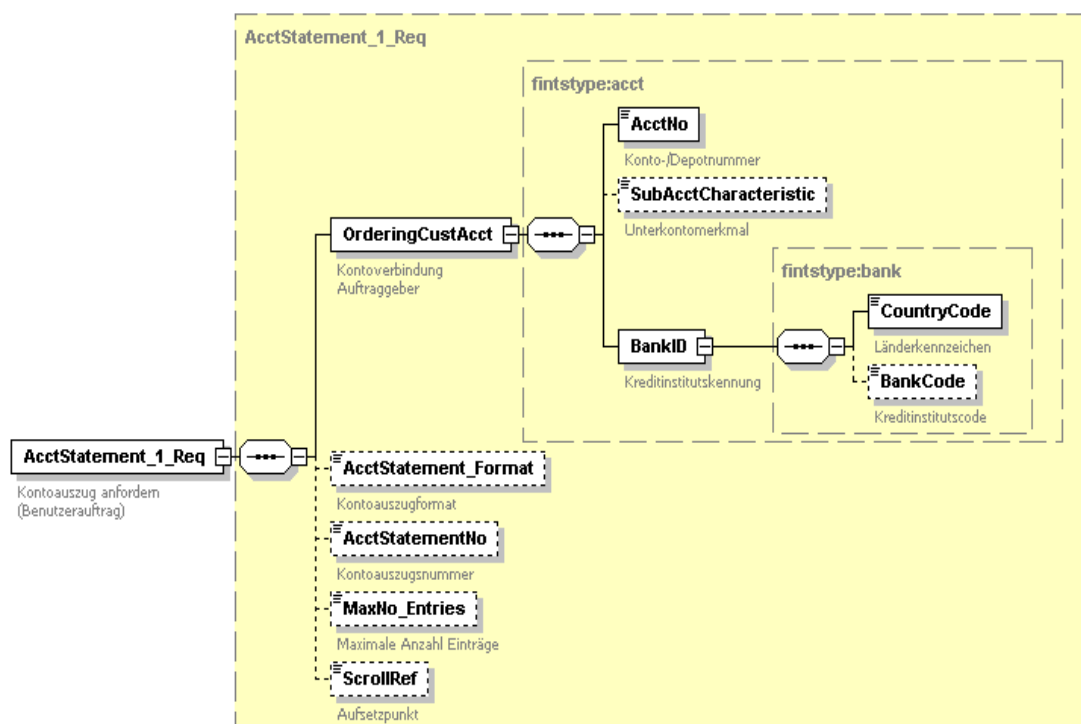 AcctStatement_1_Req
fintstype:acct
AcctNo
Konto-/Depotnummer
SubAcctCharacteristic
Unterkontomerkmal
OrderingCustAcct
Kontoverbindung
Auftraggeber
fintstype:bank
CountryCode
Länderkennzeichen
BankID
Kreditinstitutskennung
BankCode
Kreditinstitutscode
AcctStatement_1_Req
Kontoauszug anfordern
(Benutzerauftrag)
AcctStatement_Format
Kontoauszugformat
AcctStatementNo
Kontoauszugsnummer
MaxNo_Entries
Maximale Anzahl Einträge
ScrollRef
Aufsetzpunkt